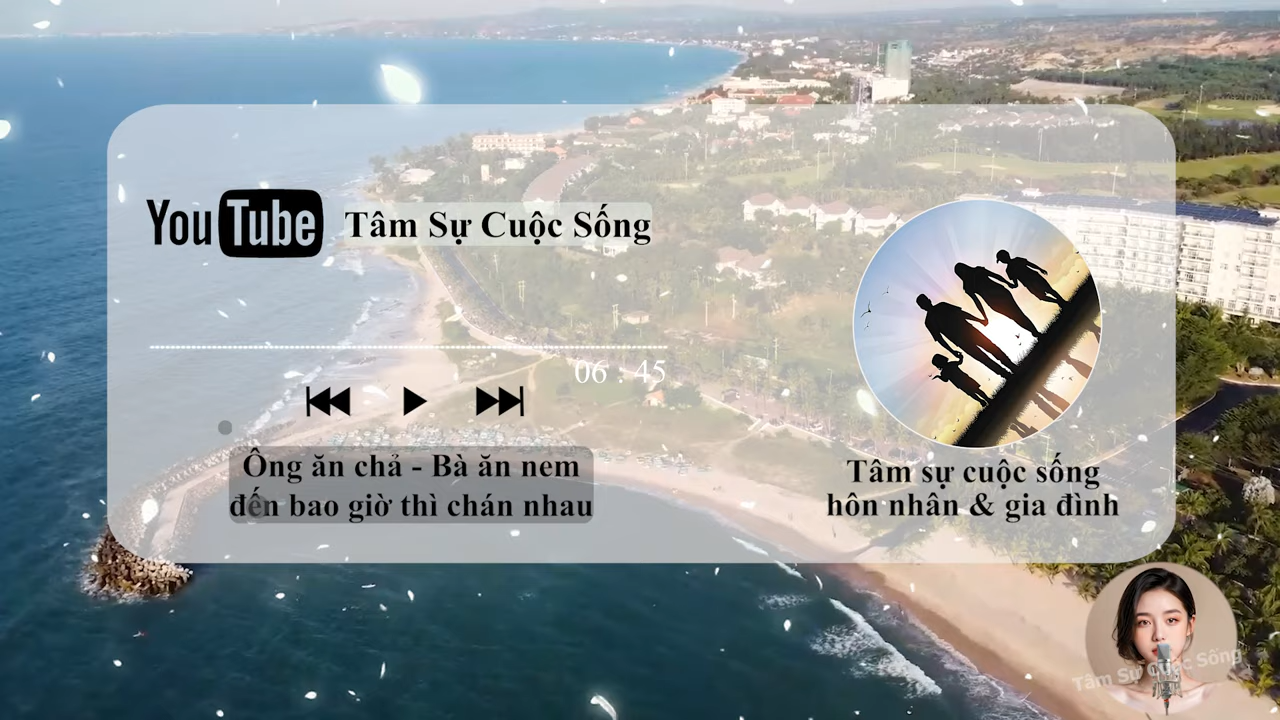 YouTube Tâm Sự Cuộc Sống
06 : 45
Ông ăn chả - Bà ăn nem
đến bao giờ thì chán nhau
Tâm sự cuộc sống
hôn nhân & gia đình
Tâm Sự Cuộc Sống